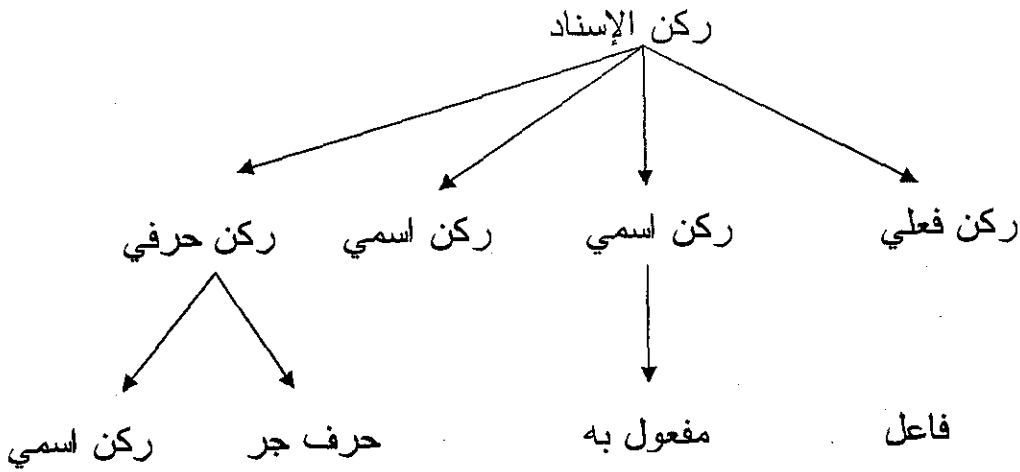 ركن الإسناد
ركن فعلي ركن اسمي ركن اسمي ركن حرفي
فاعل مفعول به حرف جر ركن اسمي